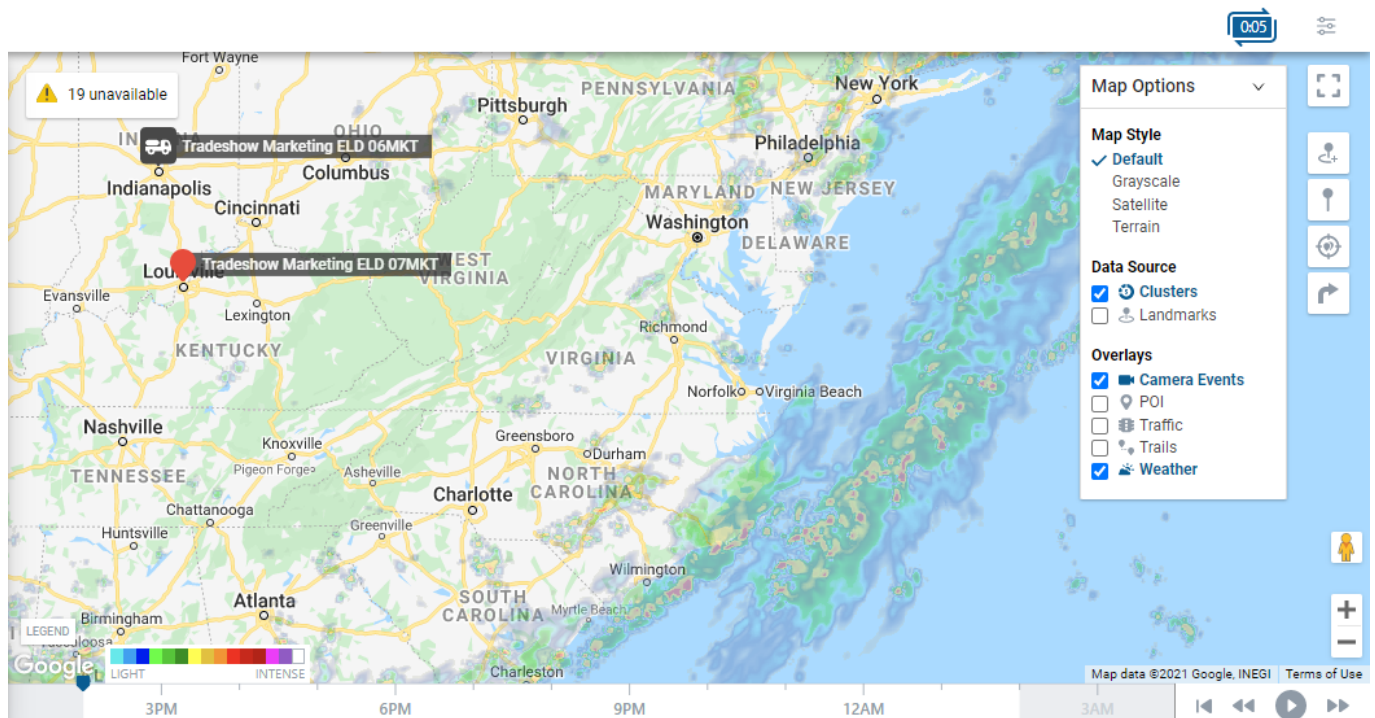 0:05
Fort Wayne
19 unavailable
PENNSYLVANIA
New York
Pittsburgh
OHIO
Tradeshow Marketing ELD 06MKT
Philadelphia
Columbus
Indianapolis
MARYLAND
NEW JERSEY
Cincinnati
Washington
DELAWARE
Tradeshow Marketing ELD 07MKT
WEST
VIRGINIA
Evansville
Lexington
Richmond
KENTUCKY
VIRGINIA
Norfolk
Virginia Beach
Nashville
Knoxville
Greensboro
Durham
TENNESSEE
Pigeon Forge
Asheville
NORTH
CAROLINA
Charlotte
Chattanooga
Greenville
Huntsville
Wilmington
Atlanta
SOUTH
CAROLINA
Myrtle Beach
Birmingham
LEGEND
Google
LIGHT
INTENSE
Charleston
Map Options
Map Style
Default
Grayscale
Satellite
Terrain
Data Source
Clusters
Landmarks
Overlays
Camera Events
POI
Traffic
Trails
Weather
Map data ©2021 Google, INEGI
Terms of Use
3PM
6PM
9PM
12AM
3AM